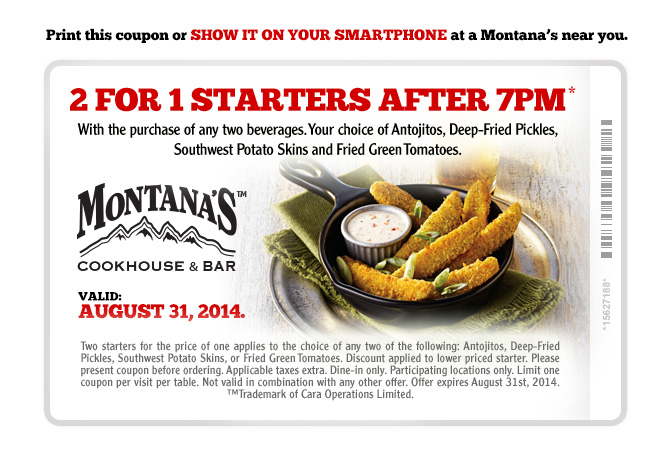 Print this coupon or SHOW IT ON YOUR SMARTPHONE at a Montana's near you.
2 FOR 1 STARTERS AFTER 7PM*
With the purchase of any two beverages. Your choice of Antojitos, Deep-Fried Pickles,
Southwest Potato Skins and Fried Green Tomatoes.
MONTANA'S™
COOKHOUSE & BAR
VALID:
AUGUST 31, 2014.
Two starters for the price of one applies to the choice of any two of the following: Antojitos, Deep-Fried
Pickles, Southwest Potato Skins, or Fried Green Tomatoes. Discount applied to lower priced starter. Please
present coupon before ordering. Applicable taxes extra. Dine-in only. Participating locations only. Limit one
coupon per visit per table. Not valid in combination with any other offer. Offer expires August 31st, 2014.
™Trademark of Cara Operations Limited.
*15627188*